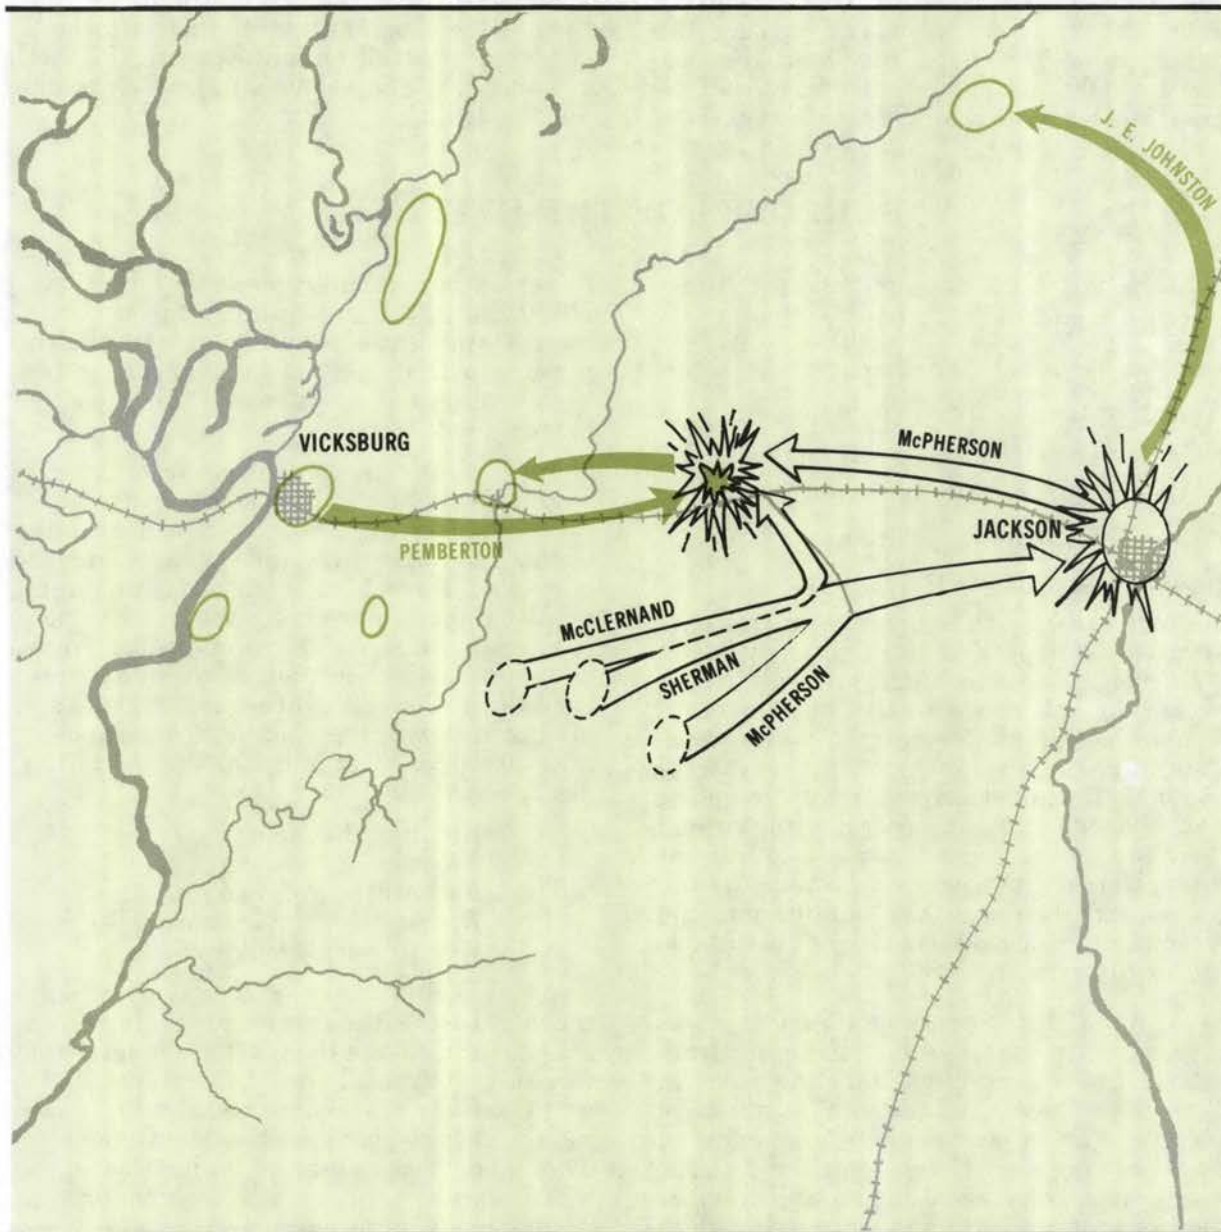 J. E. JOHNSTON
VICKSBURG
McPHERSON
JACKSON
PEMBERTON
McCLERNAND
SHERMAN
McPHERSON